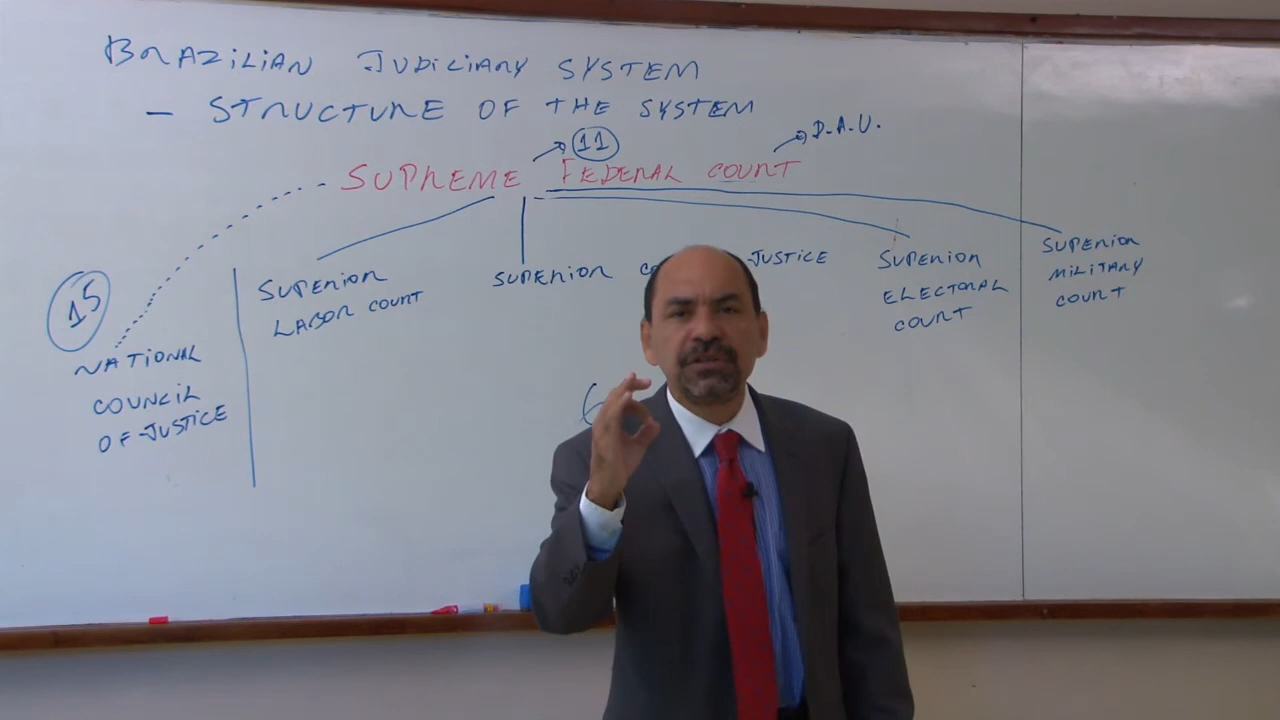 BRAZILIAN JUDICIARY SYSTEM
- STRUCTURE OF THE SYSTEM
11
D.A.U.
SUPREME FEDERAL COURT
15
NATIONAL
COUNCIL
OF JUSTICE
SUPERIOR
LABOR COURT
SUPERIOR JUSTICE
SUPERIOR
ELECTORAL
COURT
SUPERIOR
MILITARY
COURT